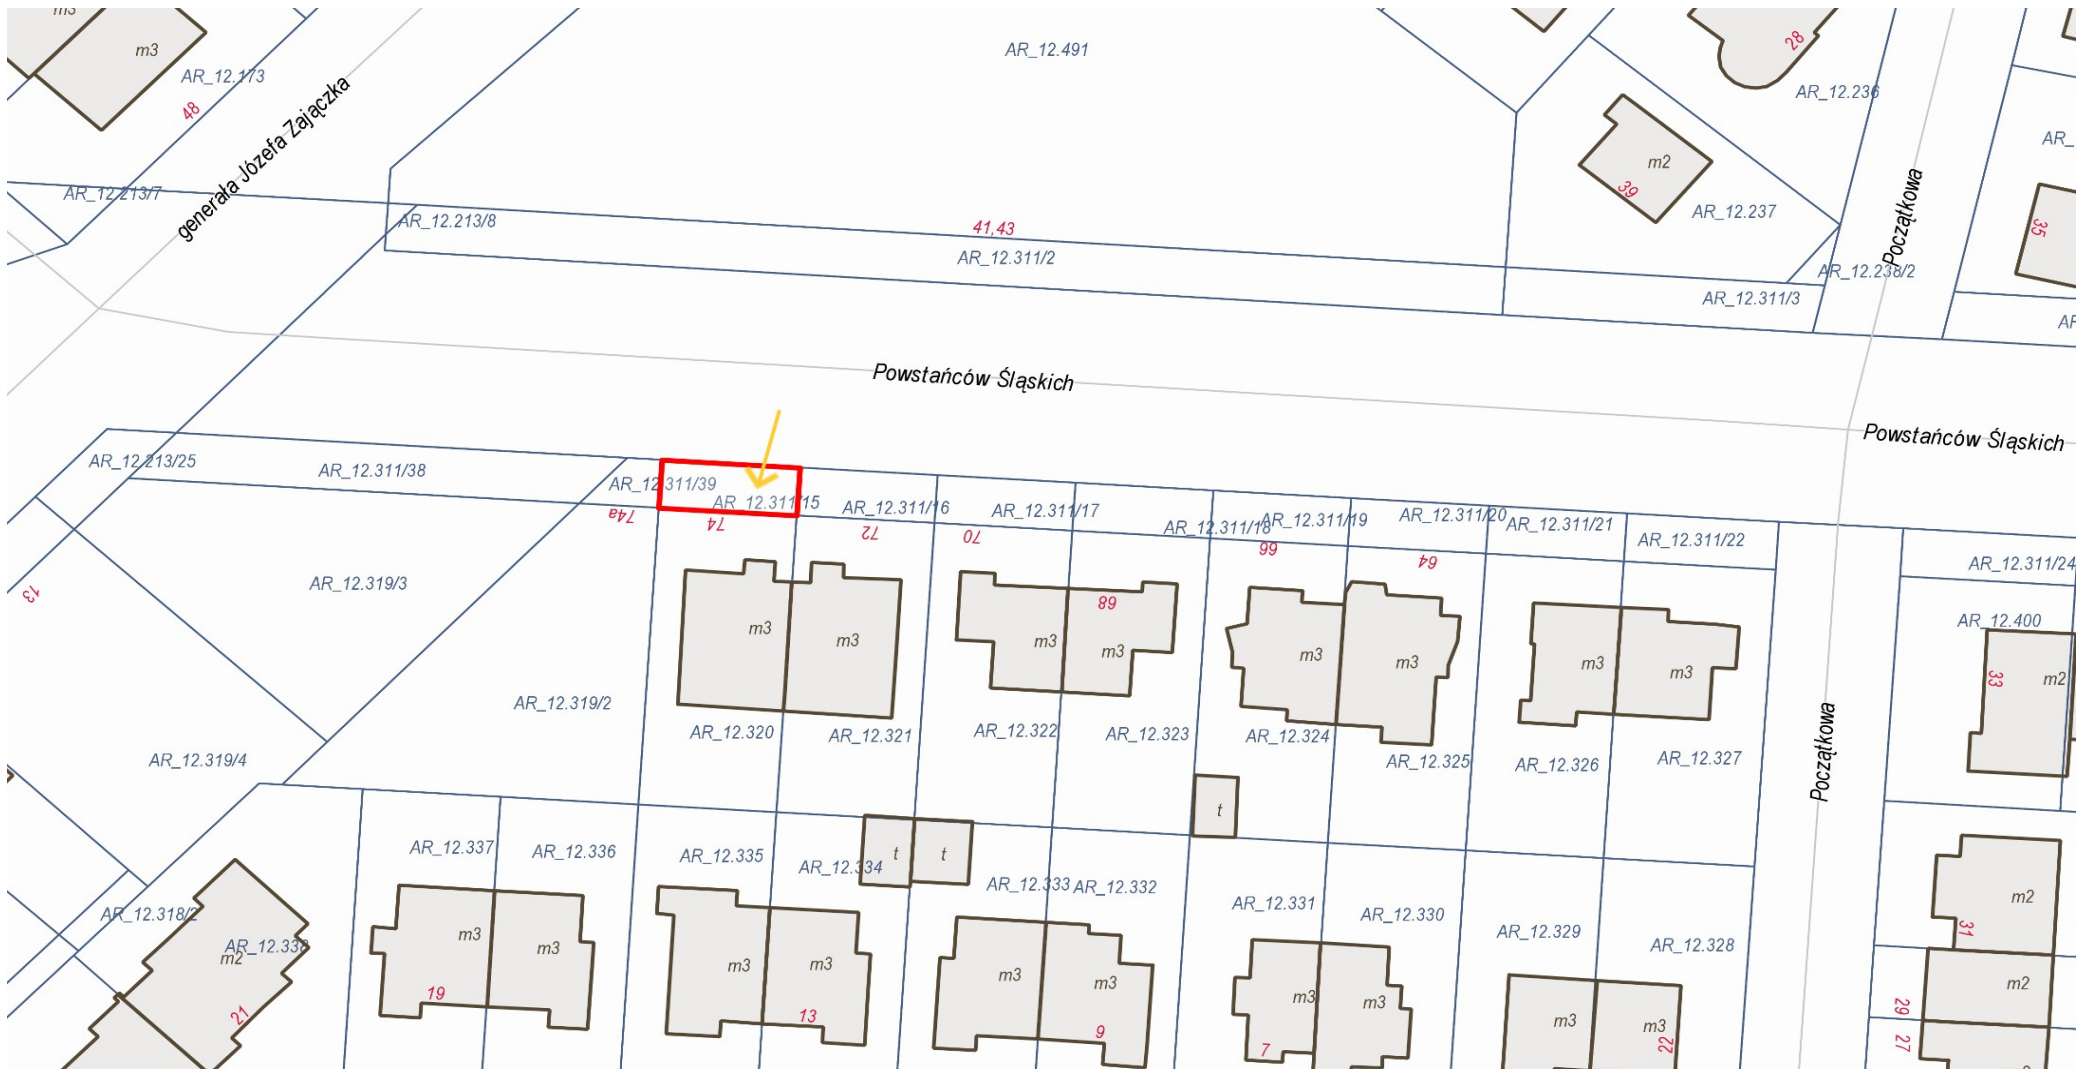 m3
m3
AR_12.173
48
generała Józefa Zajączka
AR_12.491
28
AR_12.236
m2
39
AR_12.237
Początkowa
AR_
35
AR_12.213/7
AR_12.213/8
41,43
AR_12.311/2
AR_12.238/2
AR_12.311/3
Powstańców Śląskich
Powstańców Śląskich
AR_12.213/25
AR_12.311/38
AR_12.311/39
AR_12.311/15
AR_12.311/16
AR_12.311/17
AR_12.311/18
AR_12.311/19
AR_12.311/20
AR_12.311/21
AR_12.311/22
AR_12.311/24
74a
74
72
70
66
64
13
AR_12.319/3
m3
m3
m3
68
m3
m3
m3
m3
m3
AR_12.400
33
m2
AR_12.319/2
AR_12.320
AR_12.321
AR_12.322
AR_12.323
AR_12.324
AR_12.325
AR_12.326
AR_12.327
Początkowa
AR_12.319/4
t
AR_12.337
AR_12.336
AR_12.335
AR_12.334
t
t
AR_12.333
AR_12.332
AR_12.331
AR_12.330
AR_12.329
AR_12.328
m2
31
AR_12.318/2
AR_12.338
m2
21
m3
m3
19
m3
m3
13
m3
m3
9
m3
m3
7
m3
m3
22
m2
29
27